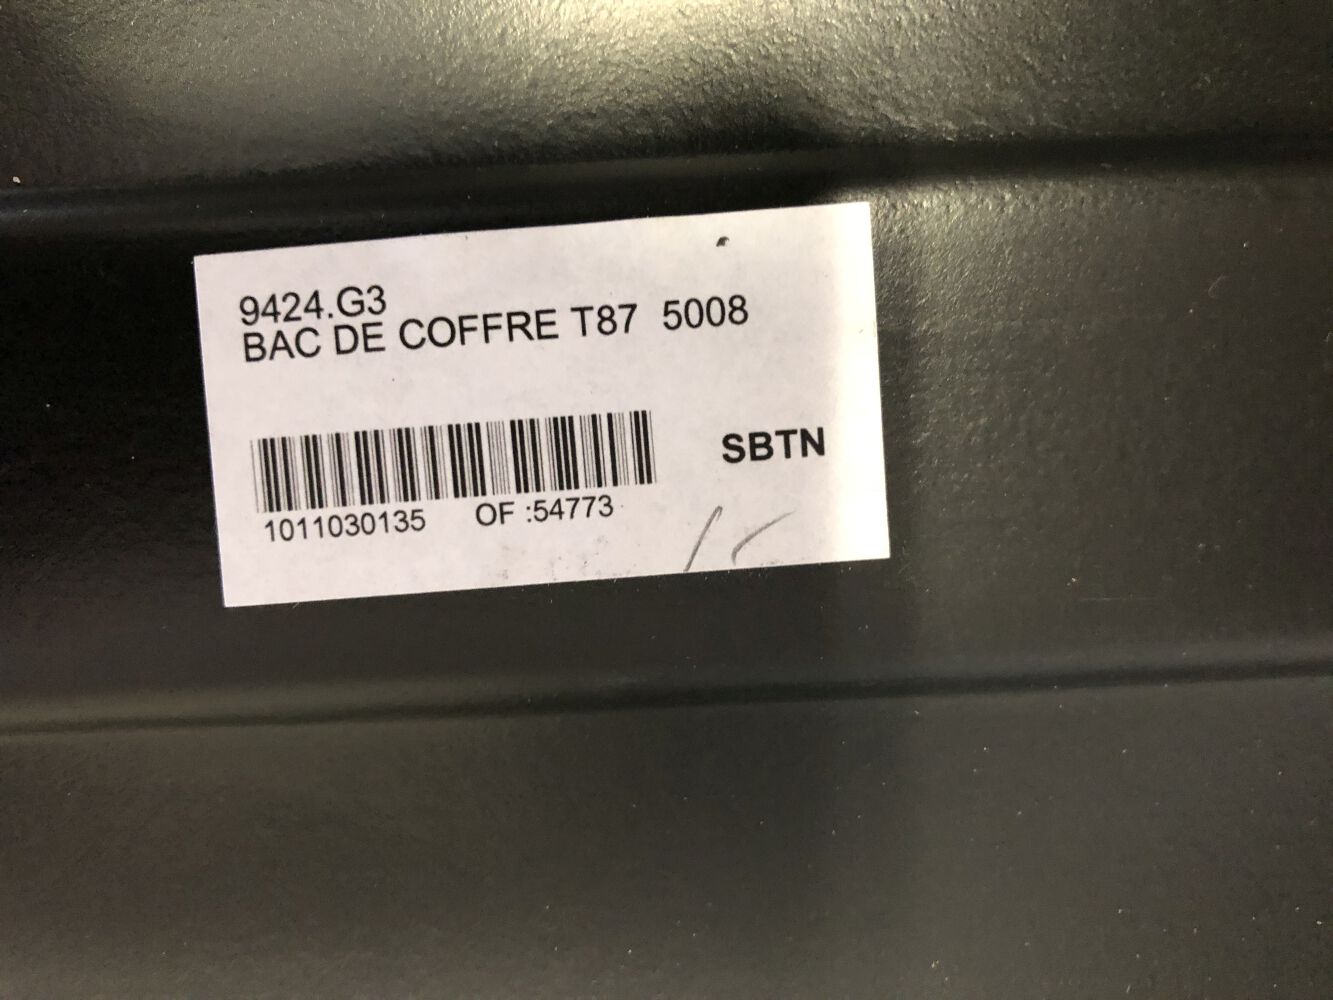 9424.G3
BAC DE COFFRE T87 5008
SBTN
1011030135 OF :54773